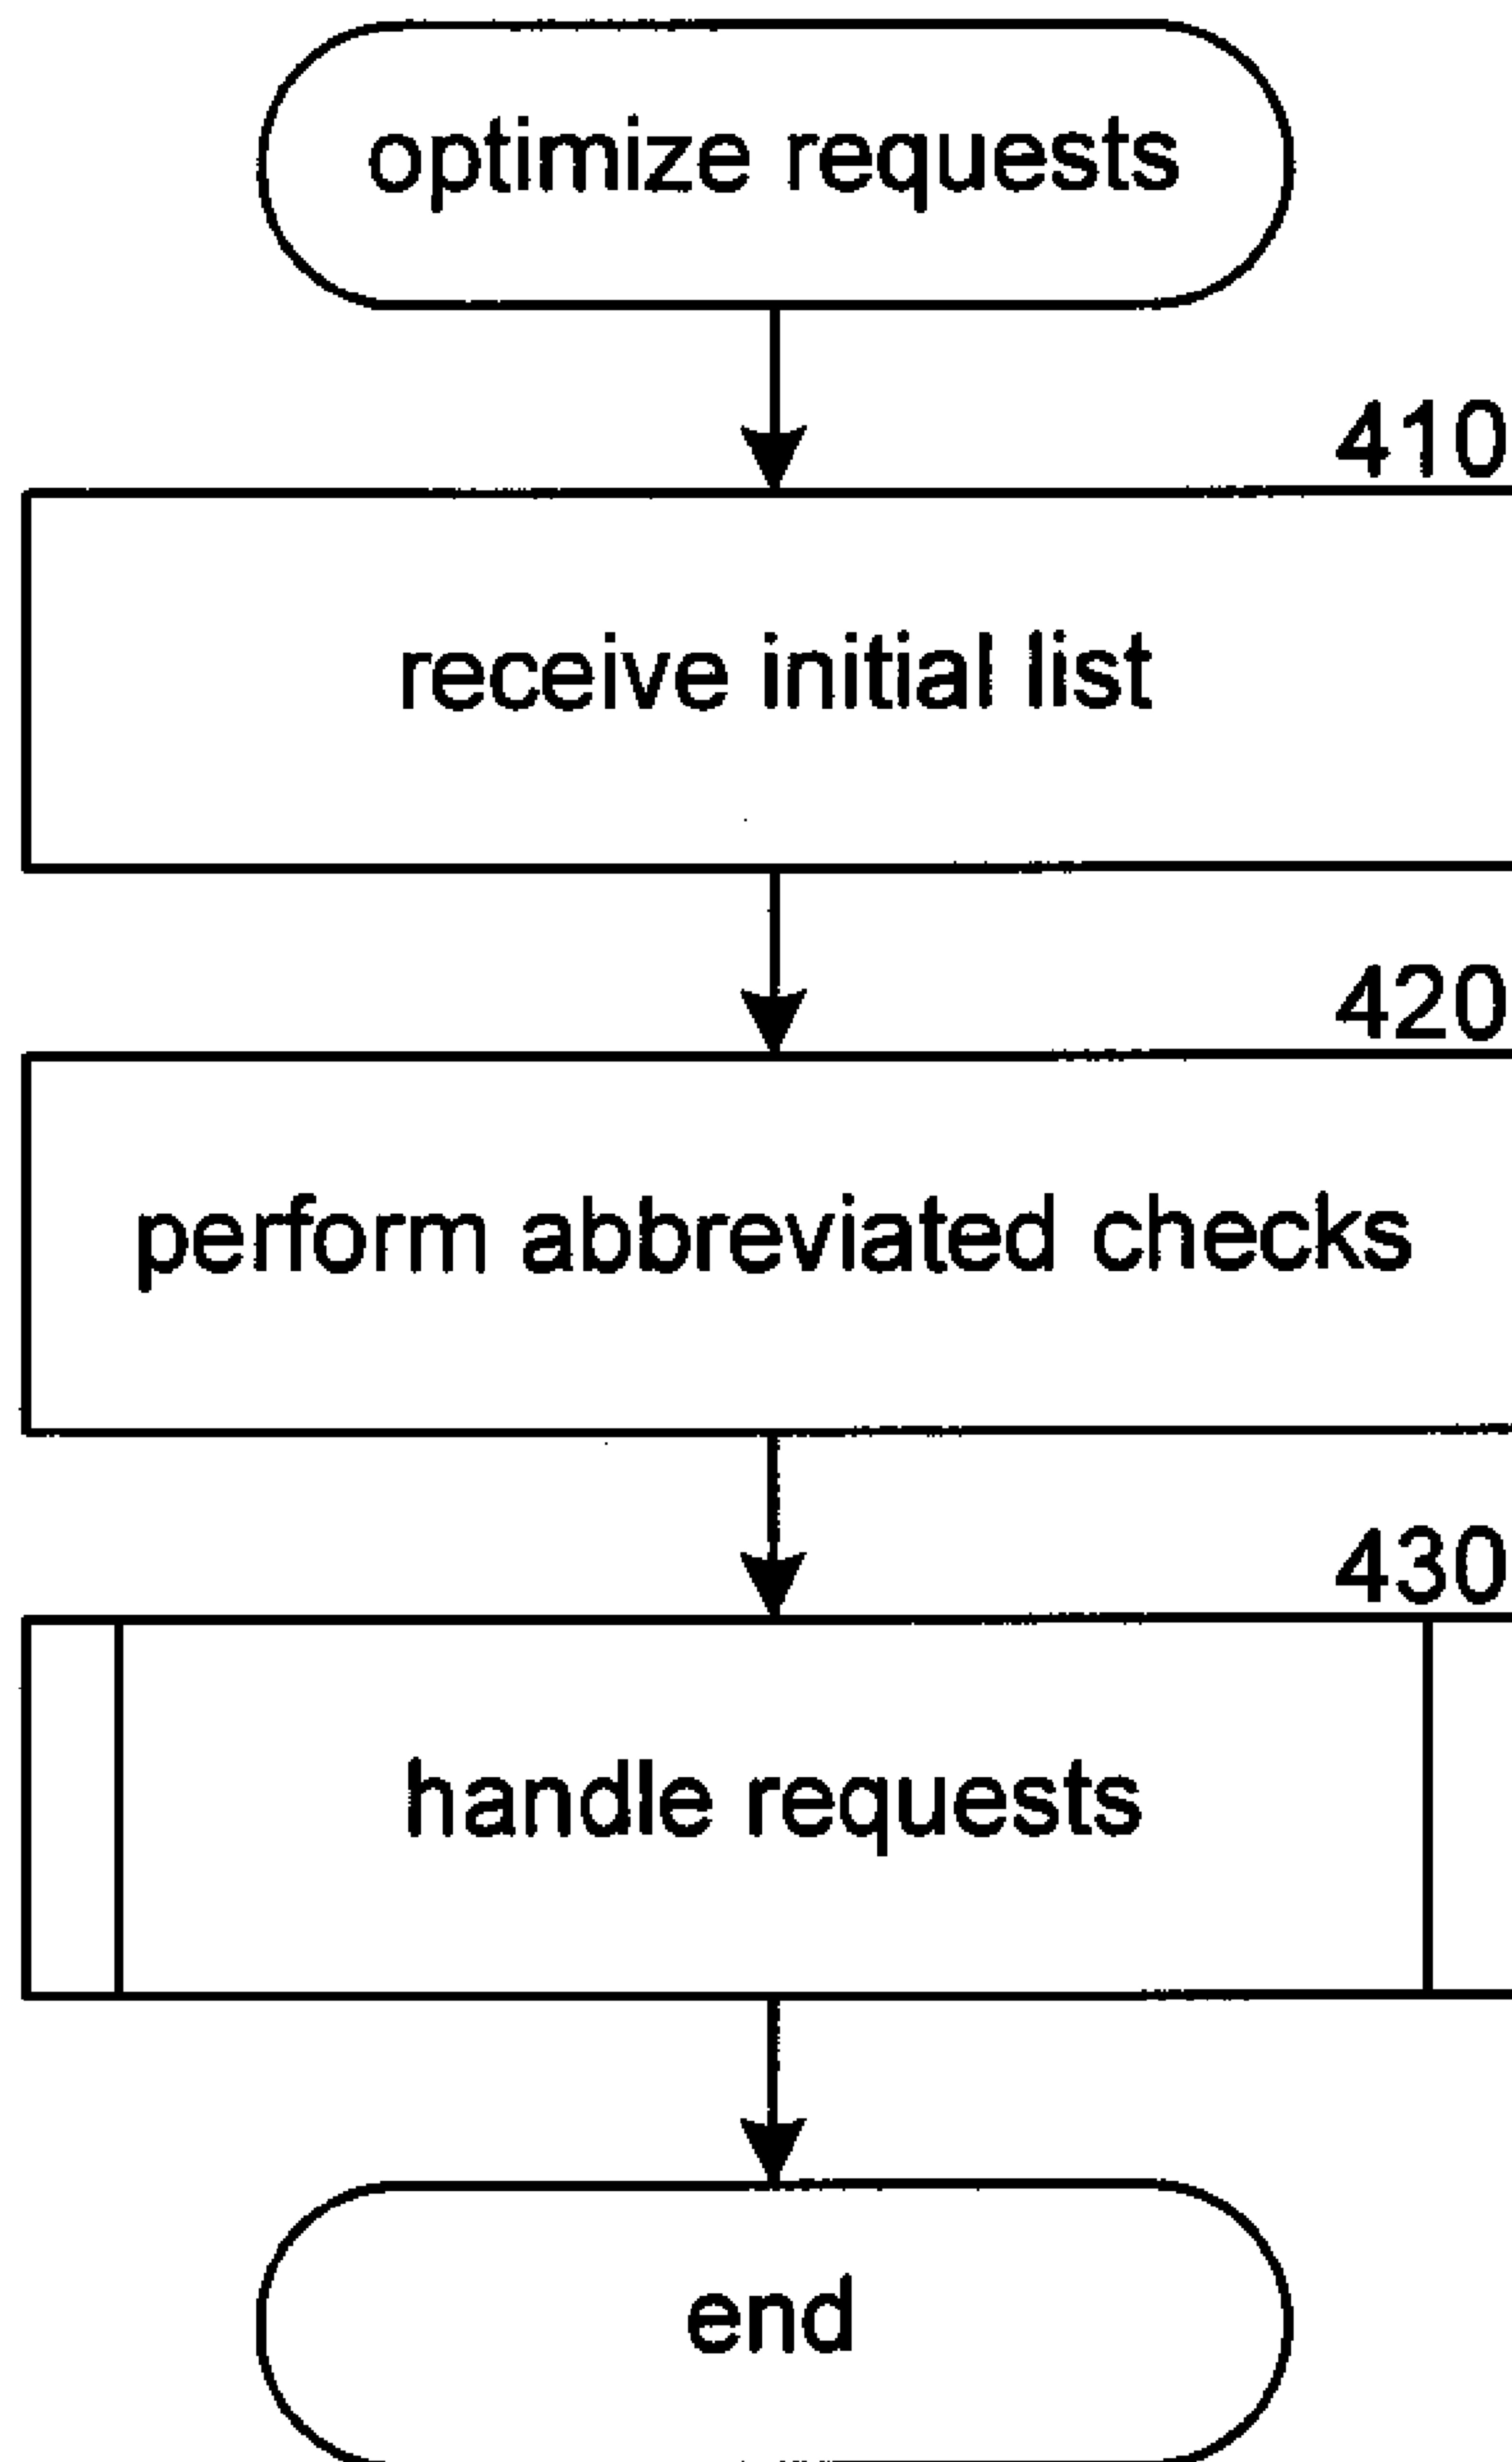 optimize requests
410
receive initial list
420
perform abbreviated checks
430
handle requests
end